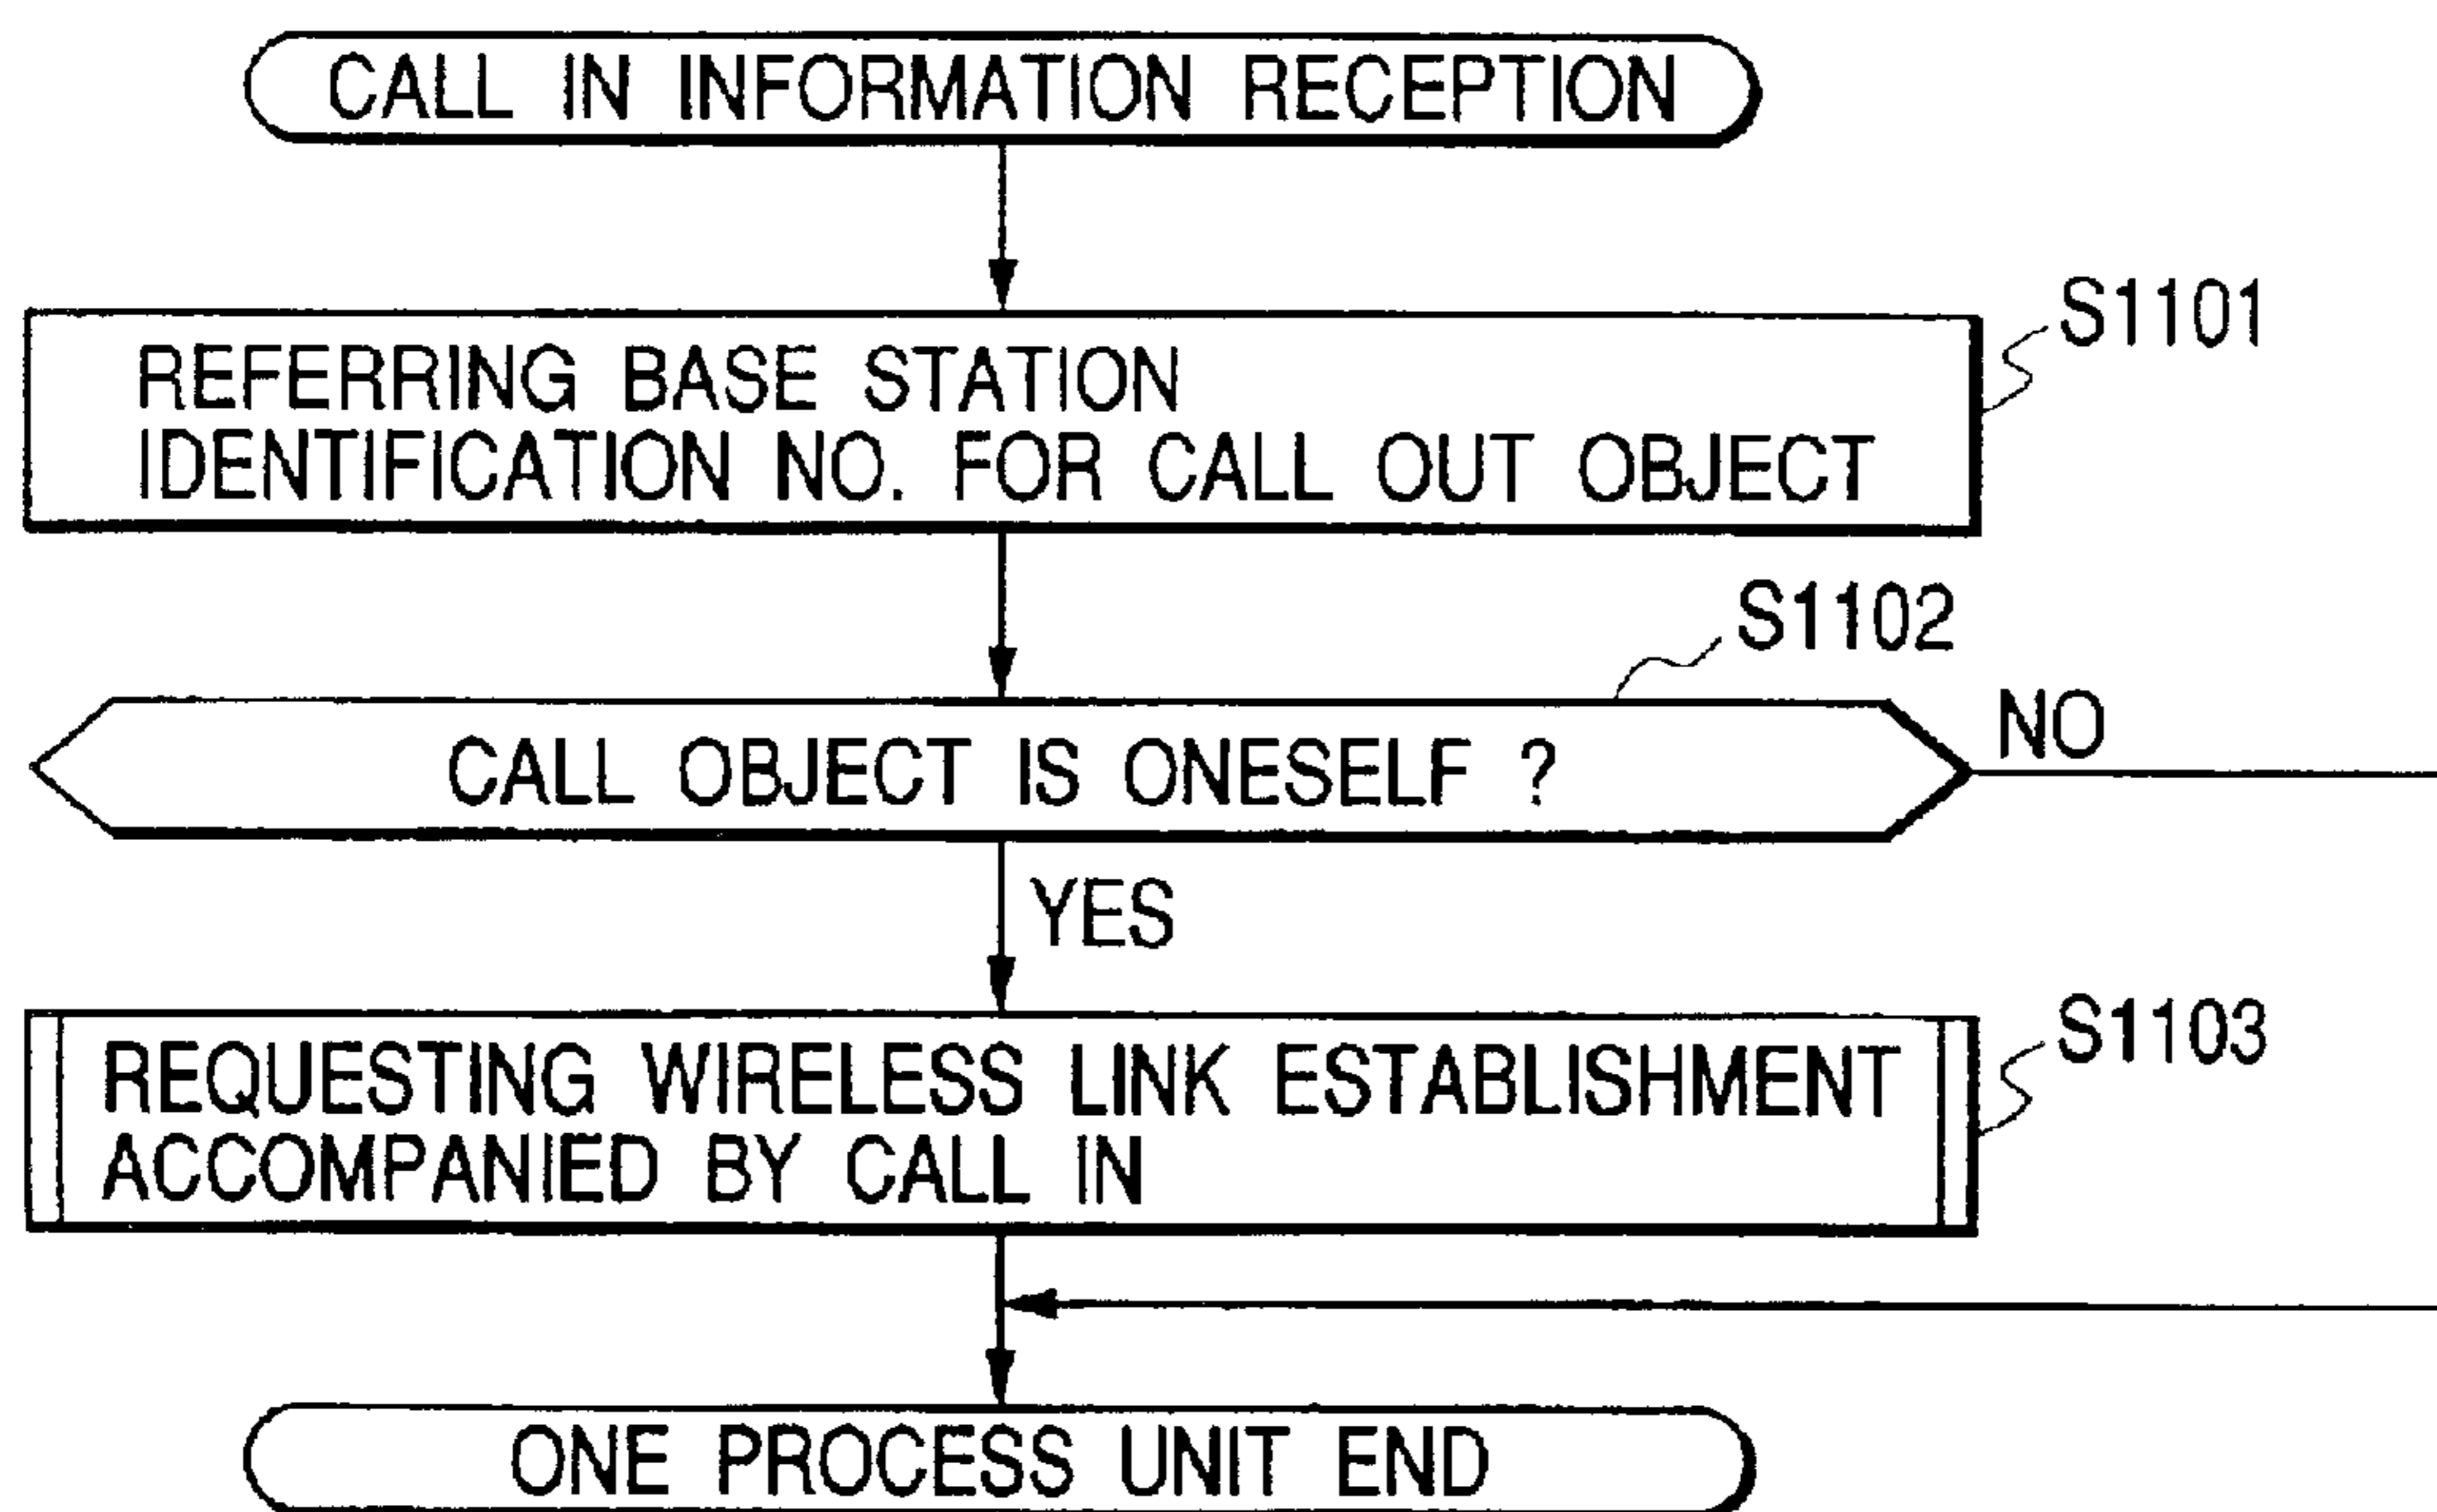 CALL IN INFORMATION RECEPTION
S1101
REFERRING BASE STATION
IDENTIFICATION NO. FOR CALL OUT OBJECT
S1102
CALL OBJECT IS ONESELF ?
NO
YES
S1103
REQUESTING WIRELESS LINK ESTABLISHMENT
ACCOMPANIED BY CALL IN
ONE PROCESS UNIT END